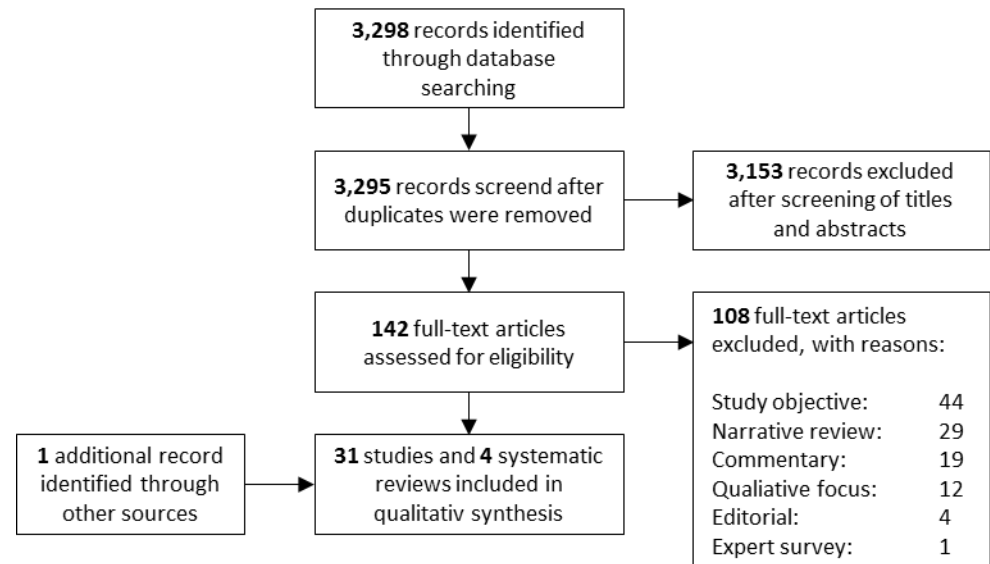 3,298 records identified
through database
searching
3,295 records screend after
duplicates were removed
3,153 records excluded
after screening of titles
and abstracts
142 full-text articles
assessed for eligibility
108 full-text articles
excluded, with reasons:
Study objective: 44
Narrative review: 29
Commentary: 19
Qualiative focus: 12
Editorial: 4
Expert survey: 1
1 additional record
identified through
other sources
31 studies and 4 systematic
reviews included in
qualitativ synthesis